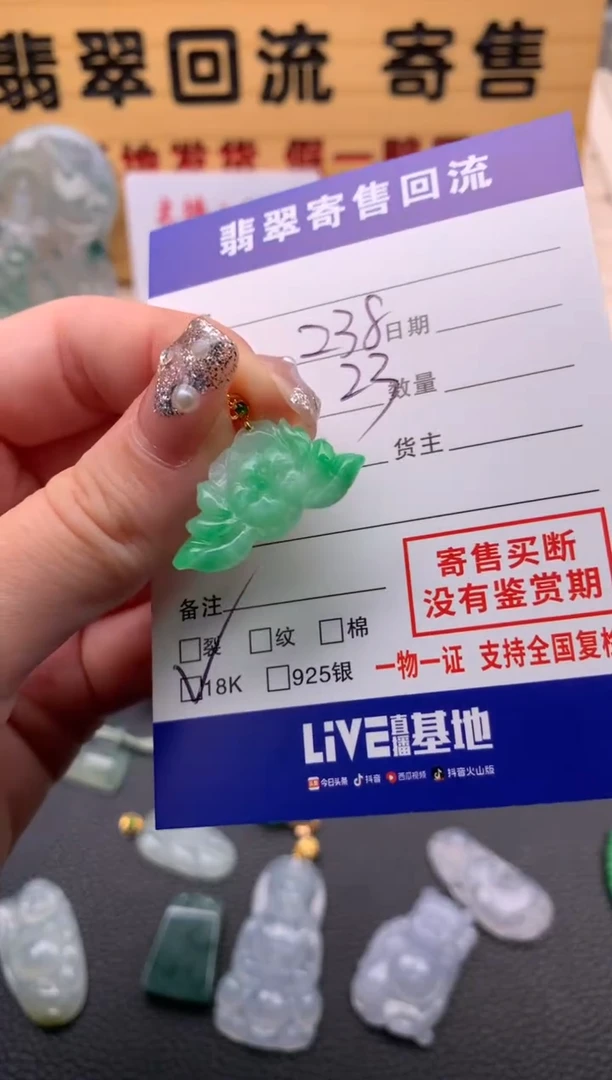 翡翠回流 寄售
翡翠寄售回流
238
日期
23
数量
货主
寄售买断
没有鉴赏期
备注
裂 纹 棉
18K 925银
一物一证 支持全国复检
LiVE直播基地
今日头条 抖音 西瓜视频 抖音火山版